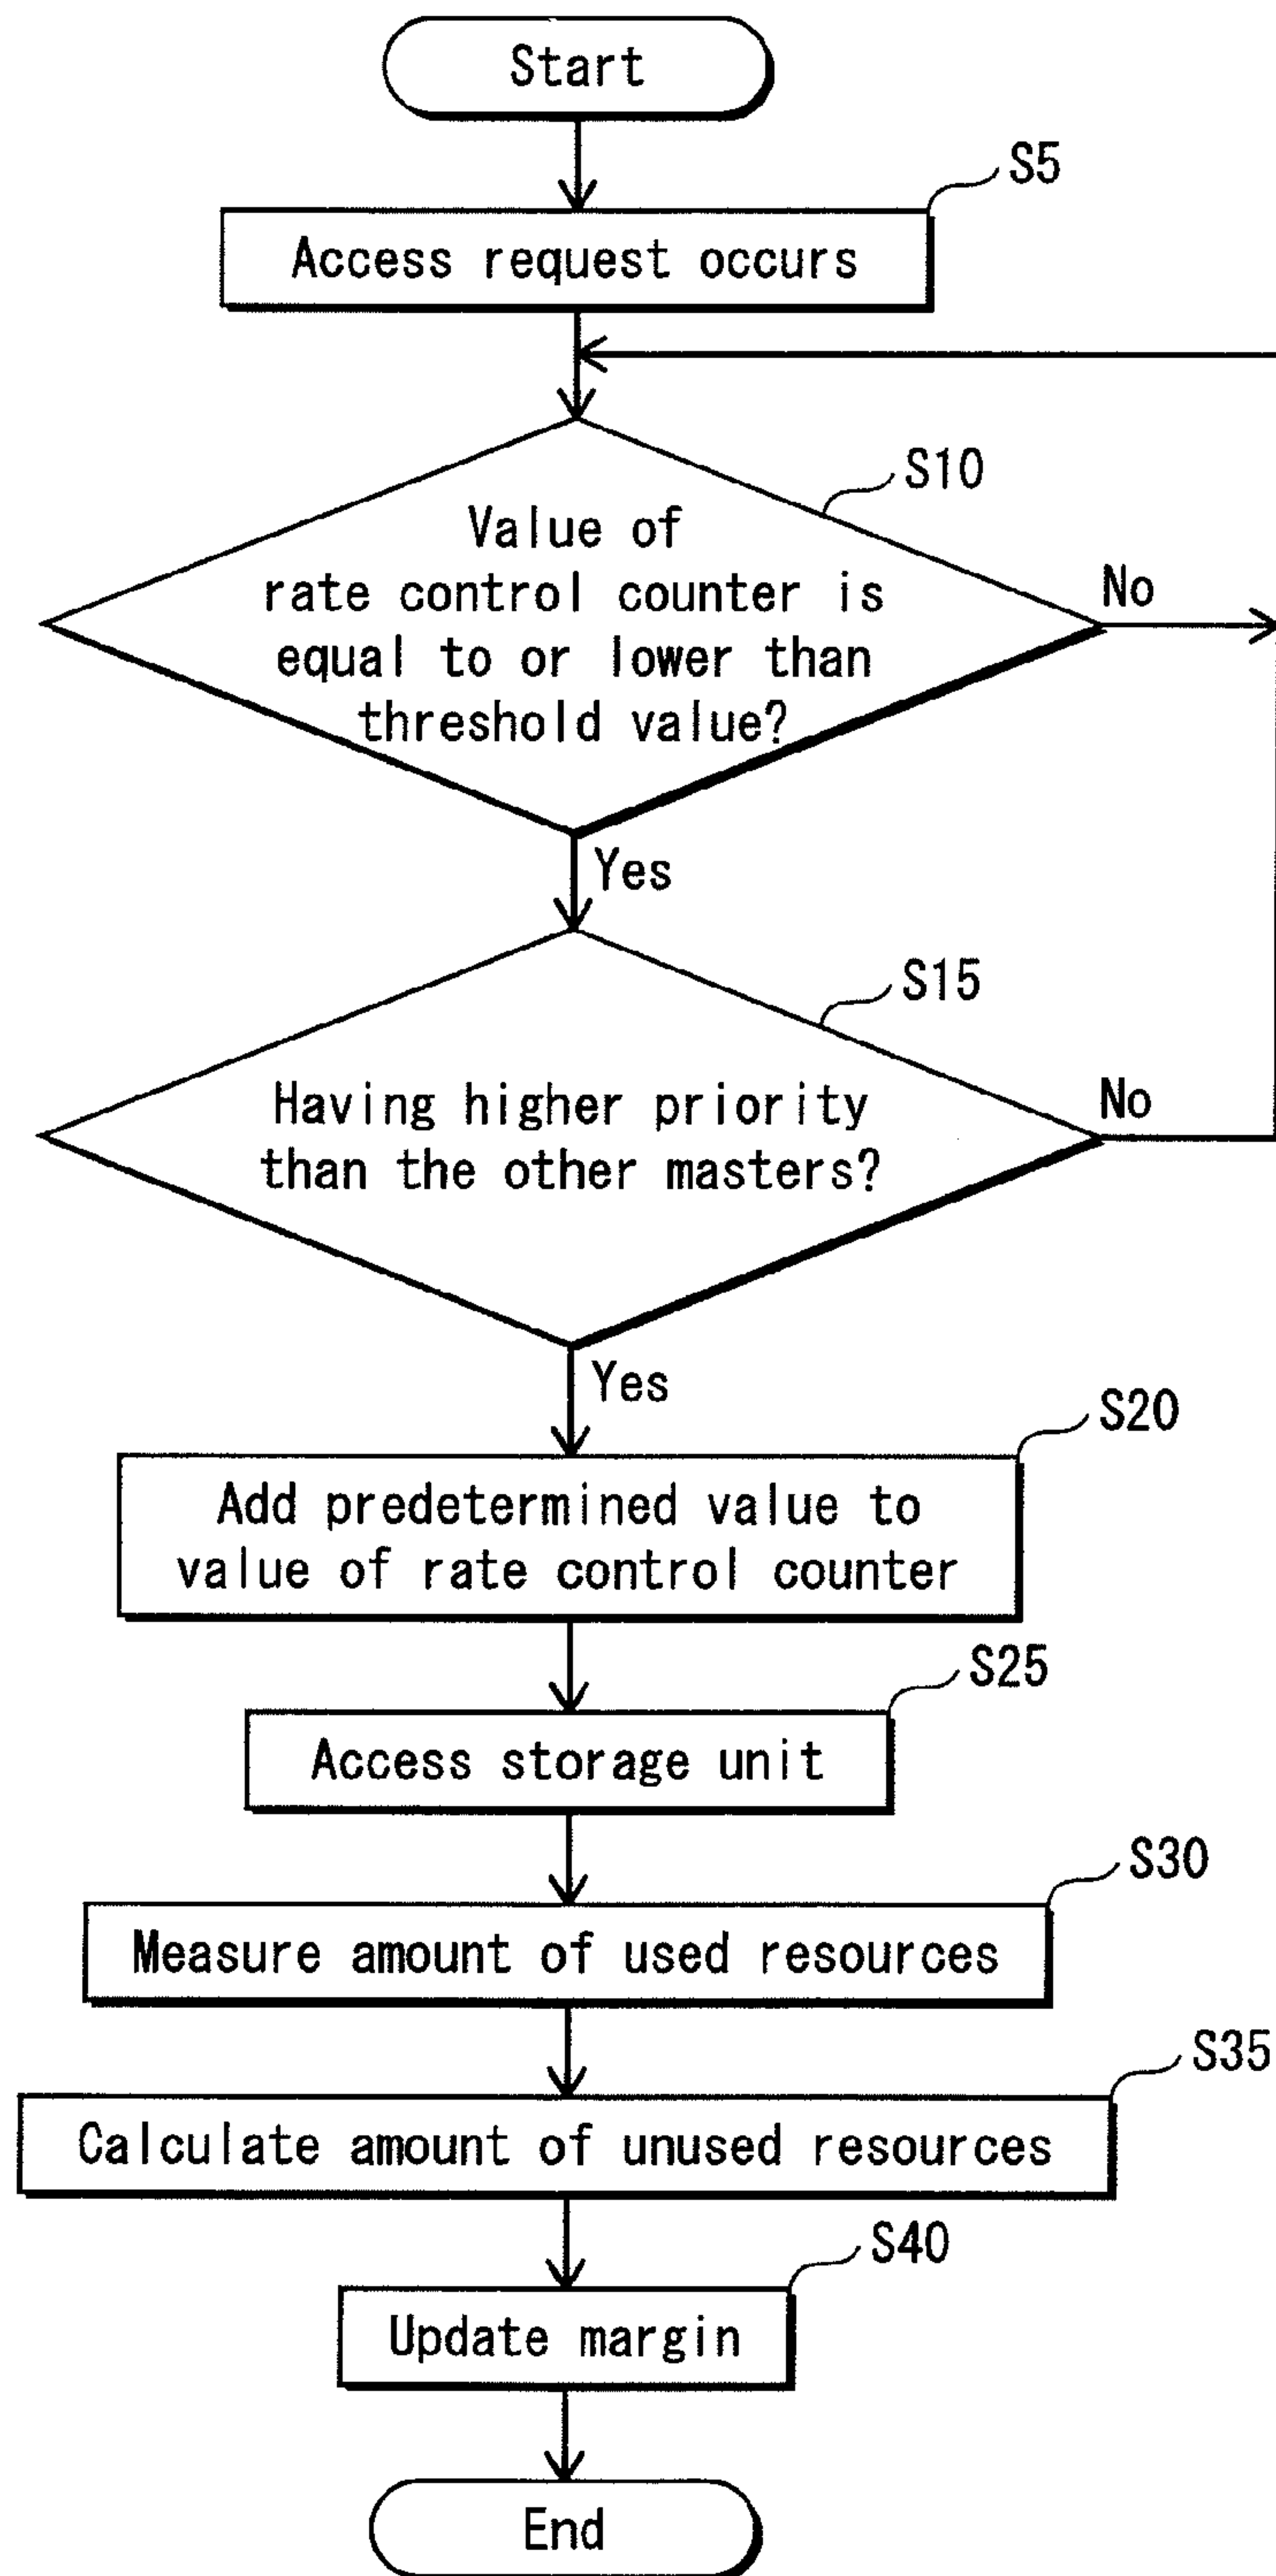 Start
S5
Access request occurs
S10
Value of
rate control counter is
equal to or lower than
threshold value?
No
Yes
S15
Having higher priority
than the other masters?
No
Yes
S20
Add predetermined value to
value of rate control counter
S25
Access storage unit
S30
Measure amount of used resources
S35
Calculate amount of unused resources
S40
Update margin
End